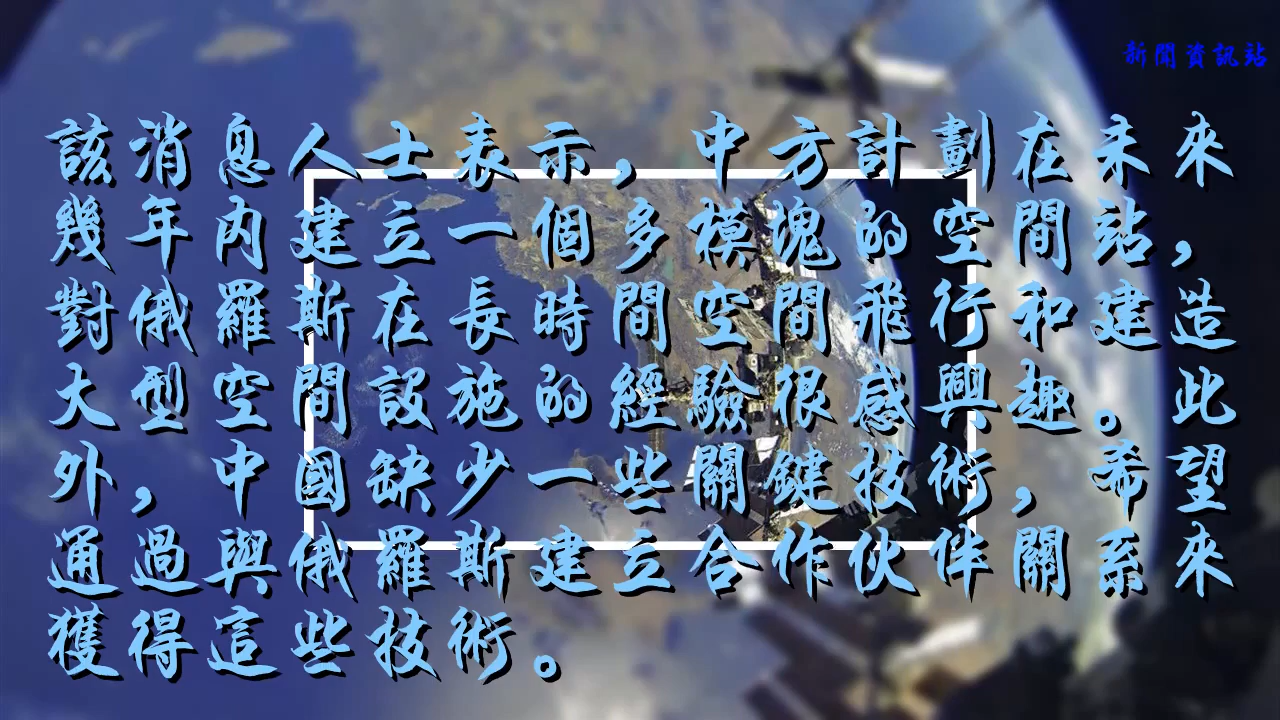 新聞資訊站
該消息人士表示，中方計劃在未來
幾年內建立一個多模塊的空間站，
對俄羅斯在長時間空間飛行和建造
大型空間設施的經驗很感興趣。此
外，中國缺少一些關鍵技術，希望
通過與俄羅斯建立合作伙伴關系來
獲得這些技術。